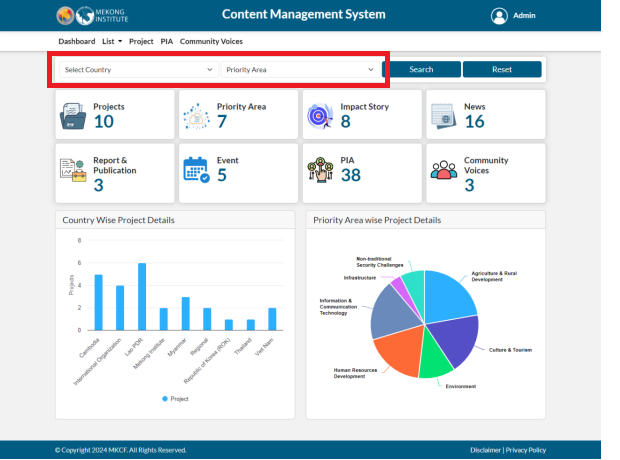 MEKONG
INSTITUTE
Content Management System
Admin
Dashboard List Project PIA Community Voices
Select Country
Priority Area
Search
Reset
Projects
10
Priority Area
7
Impact Story
8
News
16
Report &
Publication
3
Event
5
PIA
38
Community
Voices
3
Country Wise Project Details
8
6
4
2
0
Projects
Cambodia
International Organization
Lao PDR
Mekong Institute
Myanmar
Regional
Republic of Korea (ROK)
Thailand
Viet Nam
Project
Priority Area wise Project Details
Non-traditional
Security Challenges
Infrastructure
Information &
Communication
Technology
Human Resources
Development
Agriculture & Rural
Development
Culture & Tourism
Environment
© Copyright 2024 MKCF. All Rights Reserved.
Disclaimer | Privacy Policy